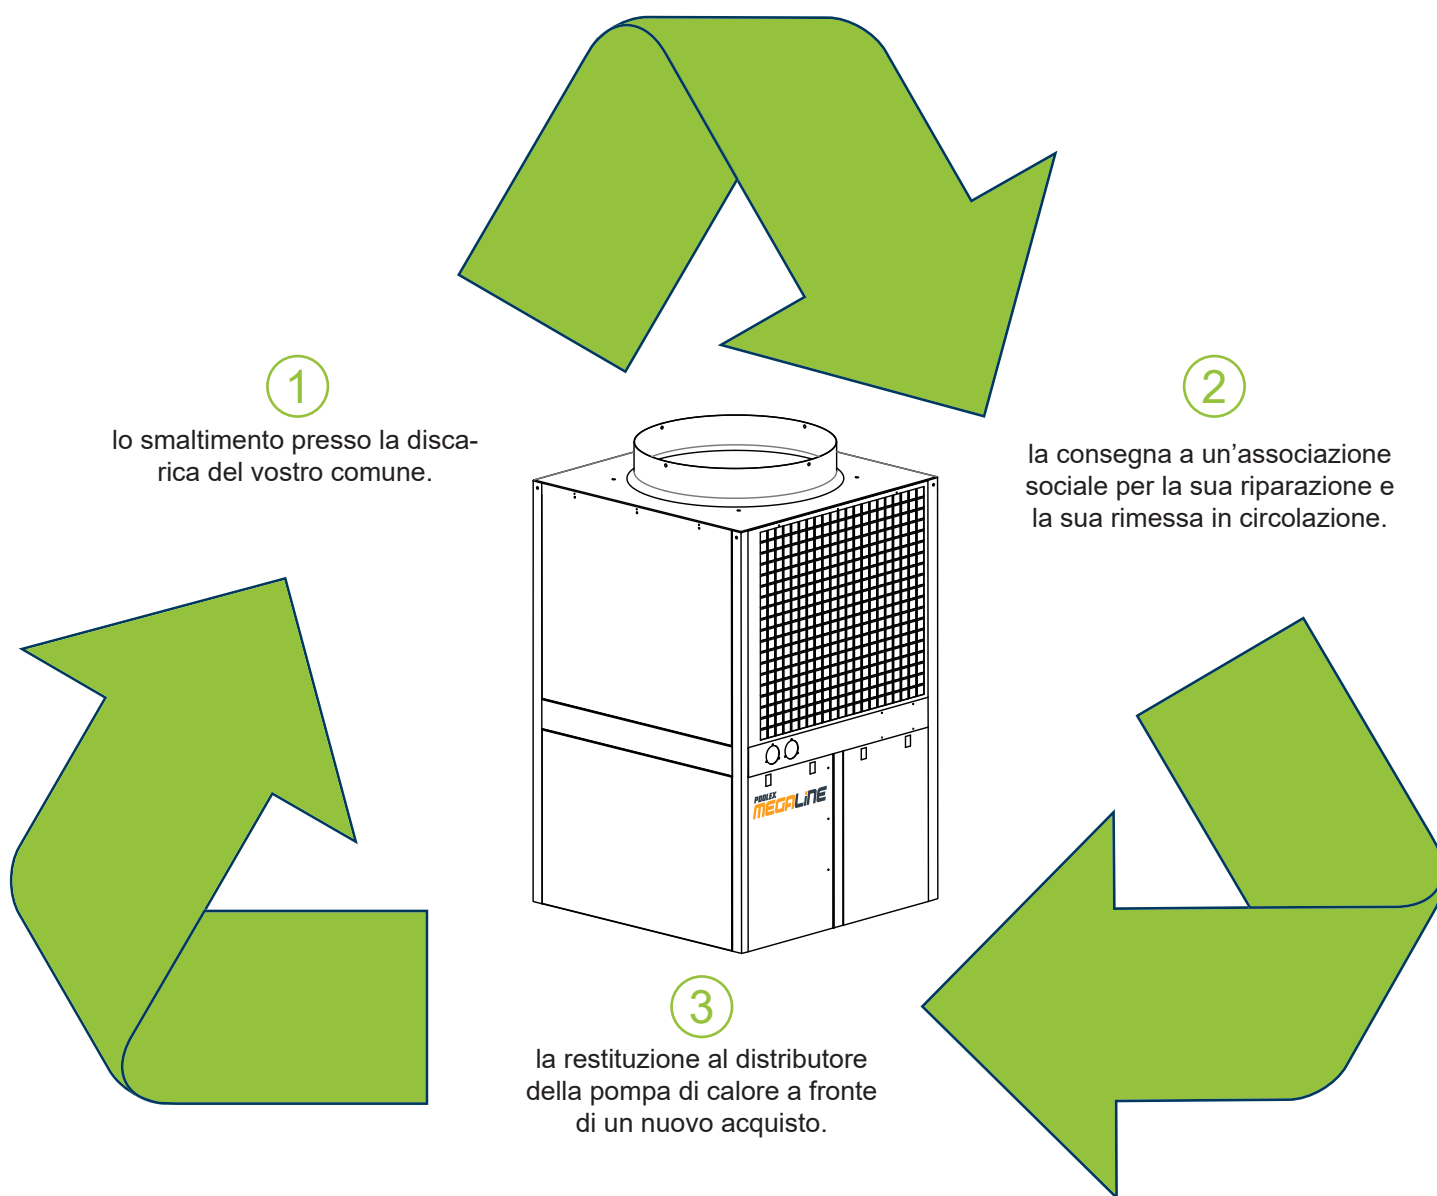 1
lo smaltimento presso la disca-
rica del vostro comune.
2
la consegna a un’associazione
sociale per la sua riparazione e
la sua rimessa in circolazione.
POOLEX
MEGALiNE
3
la restituzione al distributore
della pompa di calore a fronte
di un nuovo acquisto.